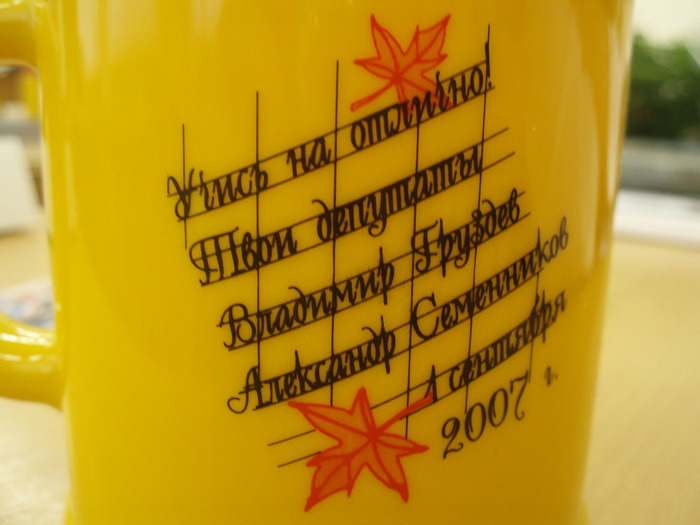 Учись на отлично!
Твои депутаты
Владимир Груздев
Александр Семенников
1 сентября
2007 г.